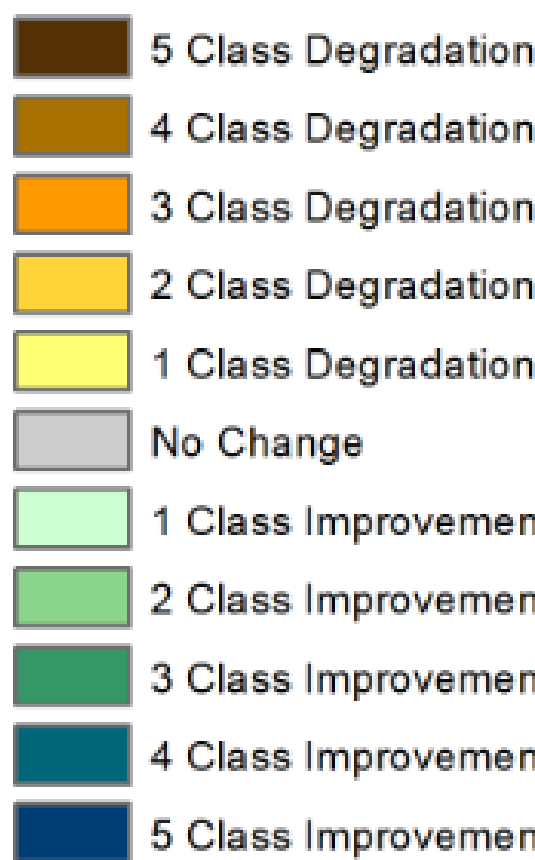 5 Class Degradation
4 Class Degradation
3 Class Degradation
2 Class Degradation
1 Class Degradation
No Change
1 Class Improvemen
2 Class Improvemen
3 Class Improvemen
4 Class Improvemen
5 Class Improvemen